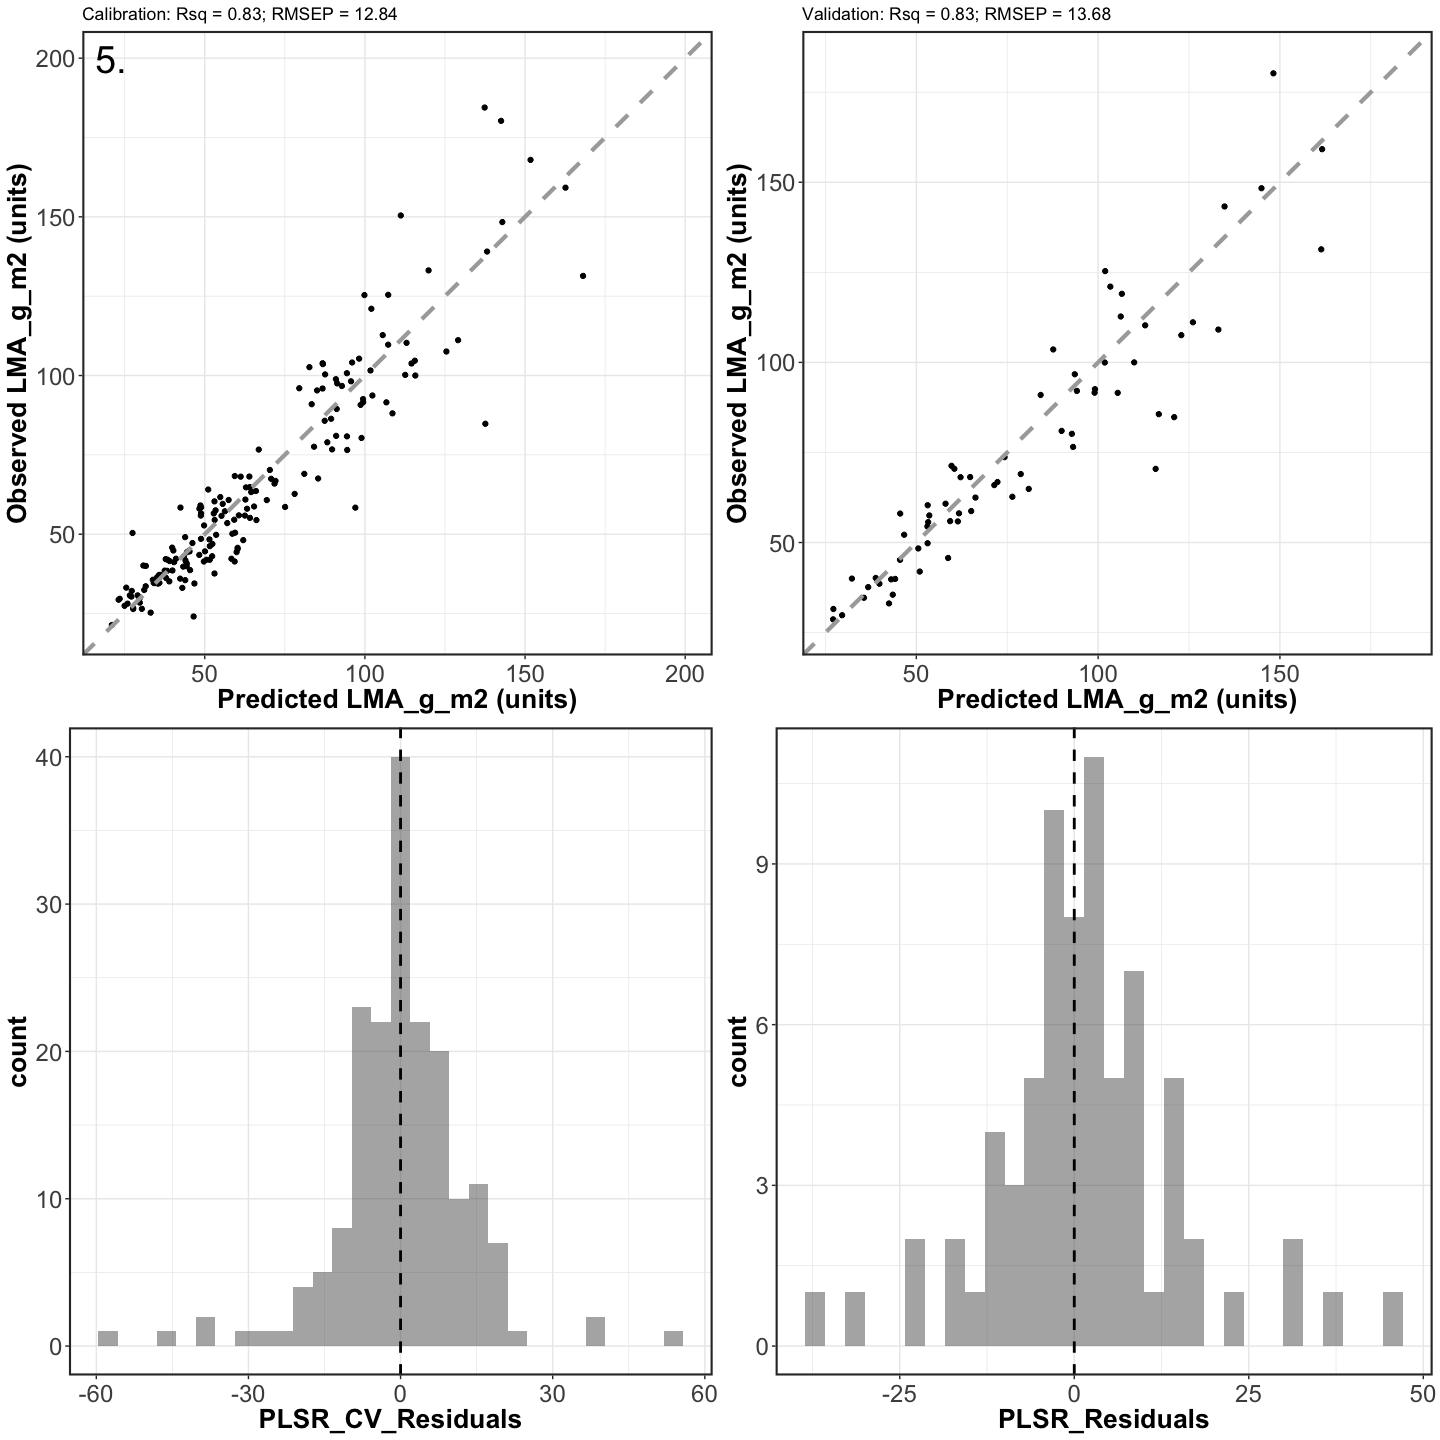 Calibration: Rsq = 0.83; RMSEP = 12.84
5.
200
150
100
50
Observed LMA_g_m2 (units)
50 100 150 200
Predicted LMA_g_m2 (units)
Validation: Rsq = 0.83; RMSEP = 13.68
150
100
50
Observed LMA_g_m2 (units)
50 100 150
Predicted LMA_g_m2 (units)
40
30
20
10
0
count
-60 -30 0 30 60
PLSR_CV_Residuals
9
6
3
0
count
-25 0 25 50
PLSR_Residuals